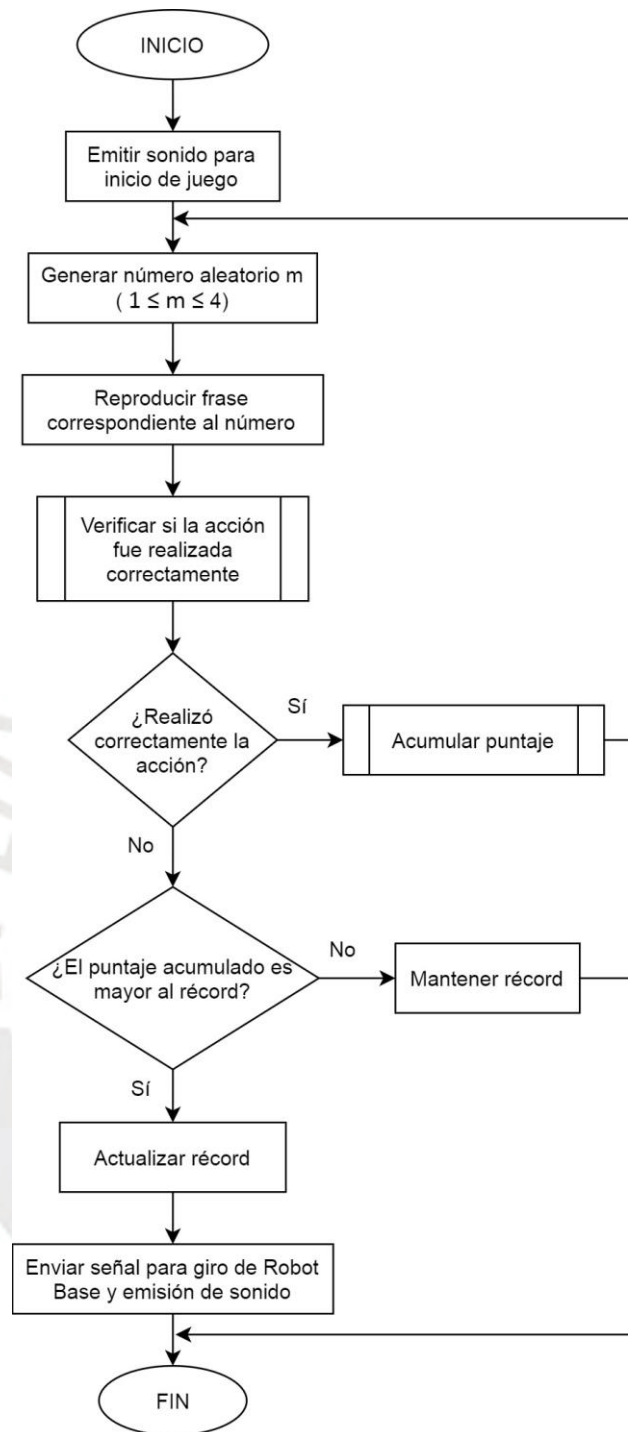 INICIO
Emitir sonido para
inicio de juego
Generar número aleatorio m
( 1 ≤ m ≤ 4)
Reproducir frase
correspondiente al número
Verificar si la acción
fue realizada
correctamente
¿Realizó
correctamente la
acción?
Sí
Acumular puntaje
No
¿El puntaje acumulado es
mayor al récord?
No
Mantener récord
Sí
Actualizar récord
Enviar señal para giro de Robot
Base y emisión de sonido
FIN